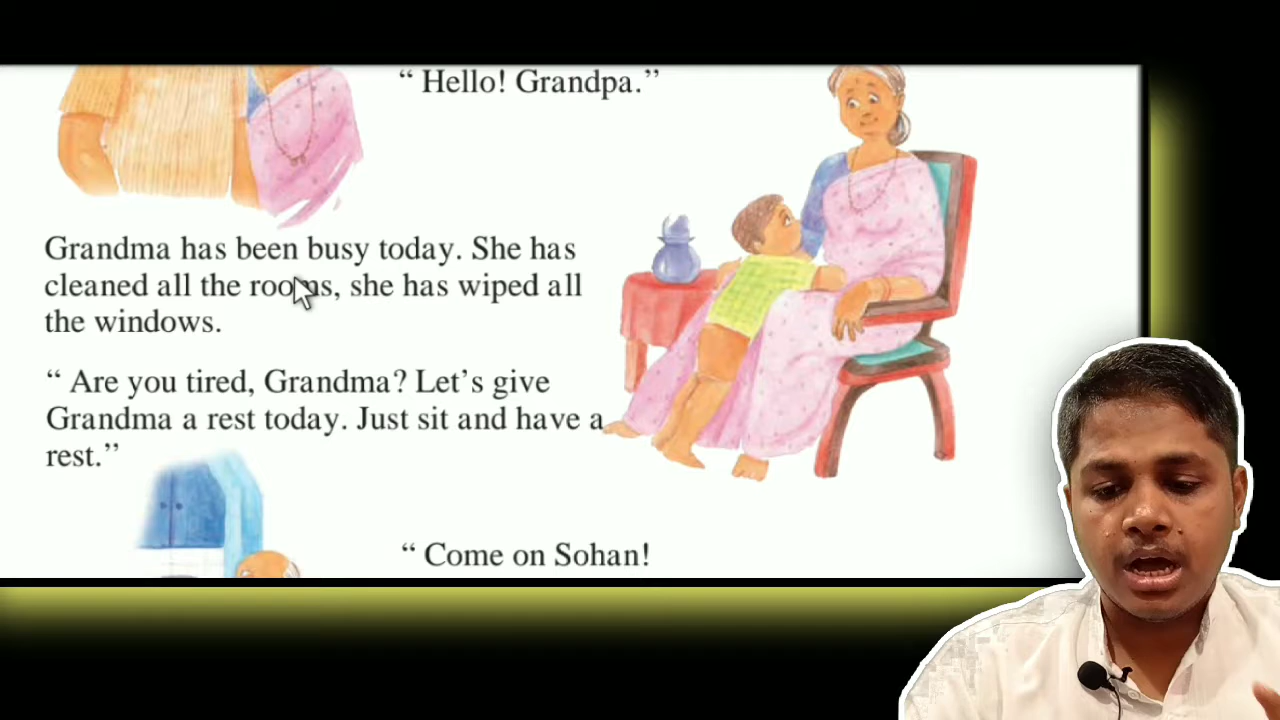 “ Hello! Grandpa.”
Grandma has been busy today. She has
cleaned all the rooms, she has wiped all
the windows.
“ Are you tired, Grandma? Let’s give
Grandma a rest today. Just sit and have a
rest.”
“ Come on Sohan!